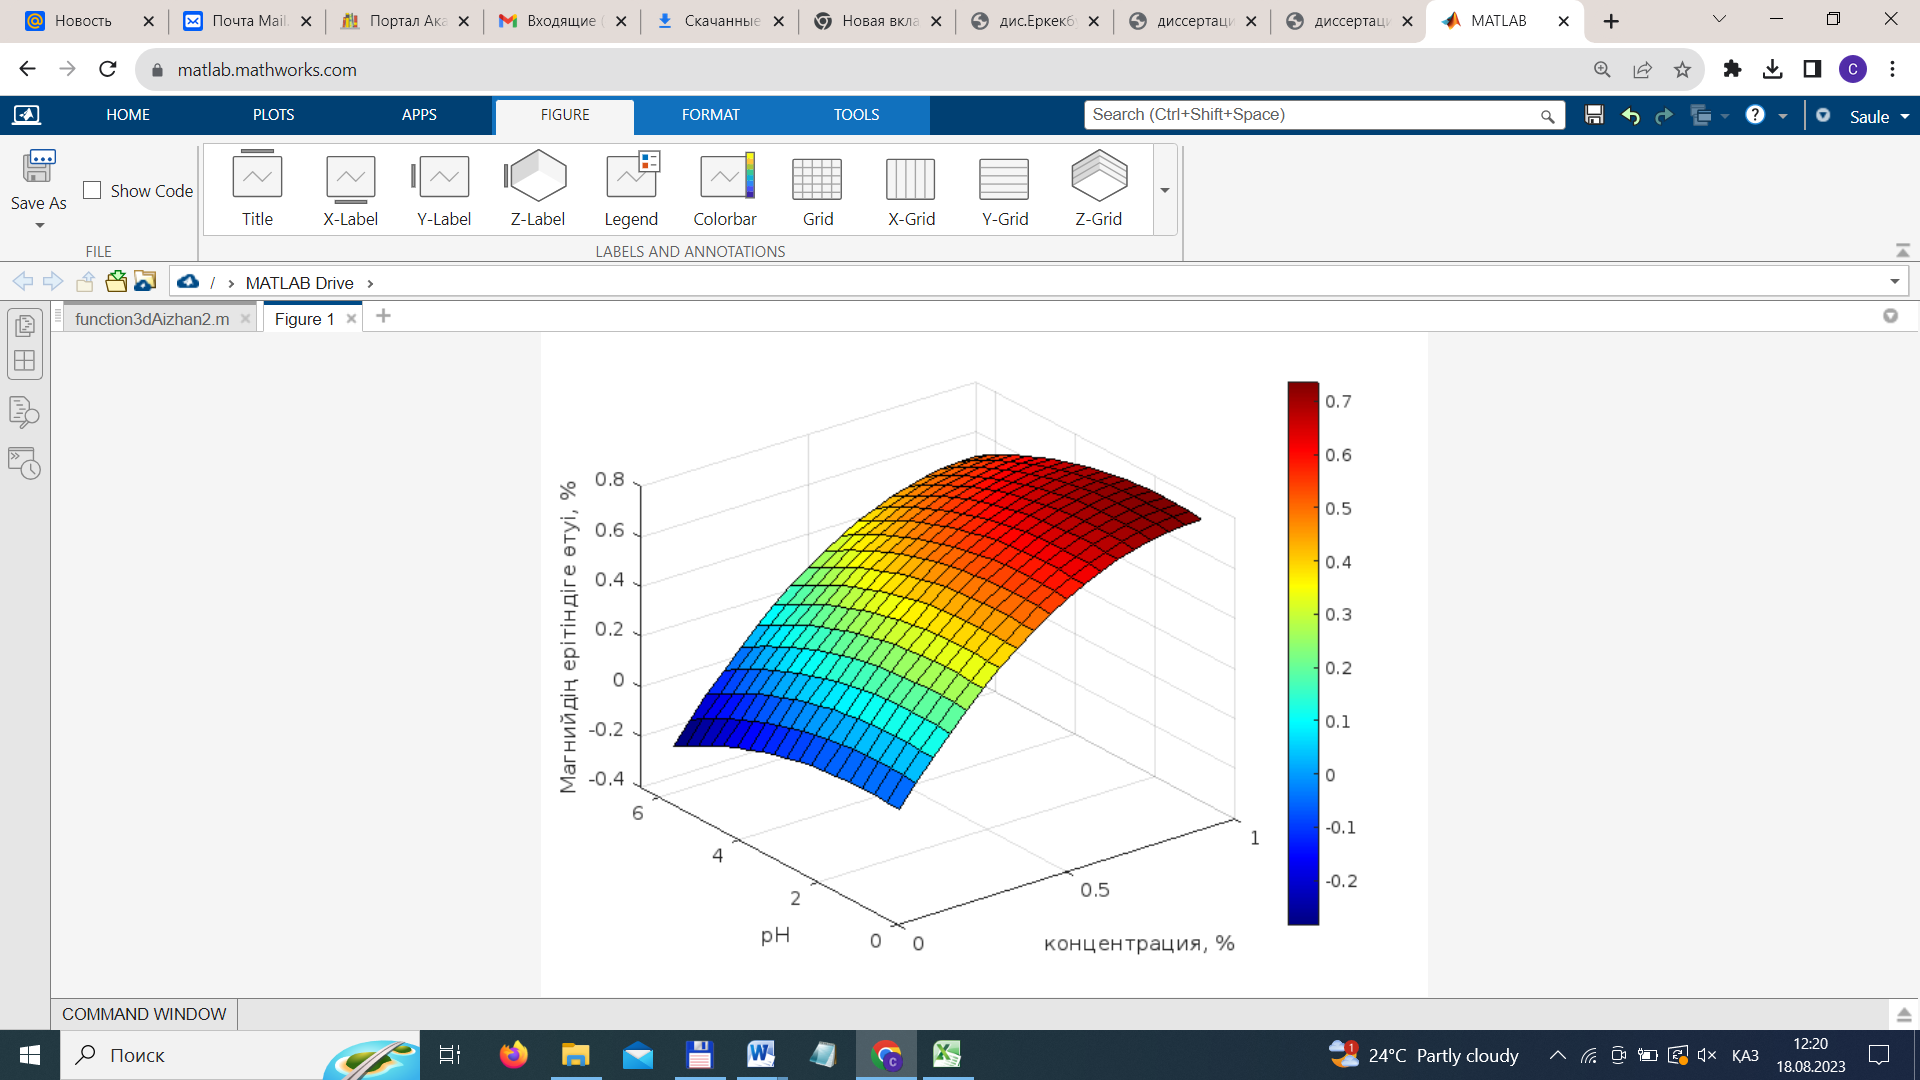 Новость
Почта Mail.
Портал Ака
Входящие (
Скачанные
Новая вкла
дис.Еркекб
диссертаци
диссертаци
MATLAB
matlab.mathworks.com
C
HOME
PLOTS
APPS
FIGURE
FORMAT
TOOLS
Search (Ctrl+Shift+Space)
?
Saule
Save As
Show Code
Title
X-Label
Y-Label
Z-Label
Legend
Colorbar
Grid
X-Grid
Y-Grid
Z-Grid
FILE
LABELS AND ANNOTATIONS
/ › MATLAB Drive ›
function3dAizhan2.m
Figure 1
Магнийдің ерітіндіге өтуі, %
0.8
0.6
0.4
0.2
0
-0.2
-0.4
6
4
2
0
pH
0
0.5
1
концентрация, %
0.7
0.6
0.5
0.4
0.3
0.2
0.1
0
-0.1
-0.2
COMMAND WINDOW
Поиск
1
24°C Partly cloudy
ҚАЗ
12:20
18.08.2023